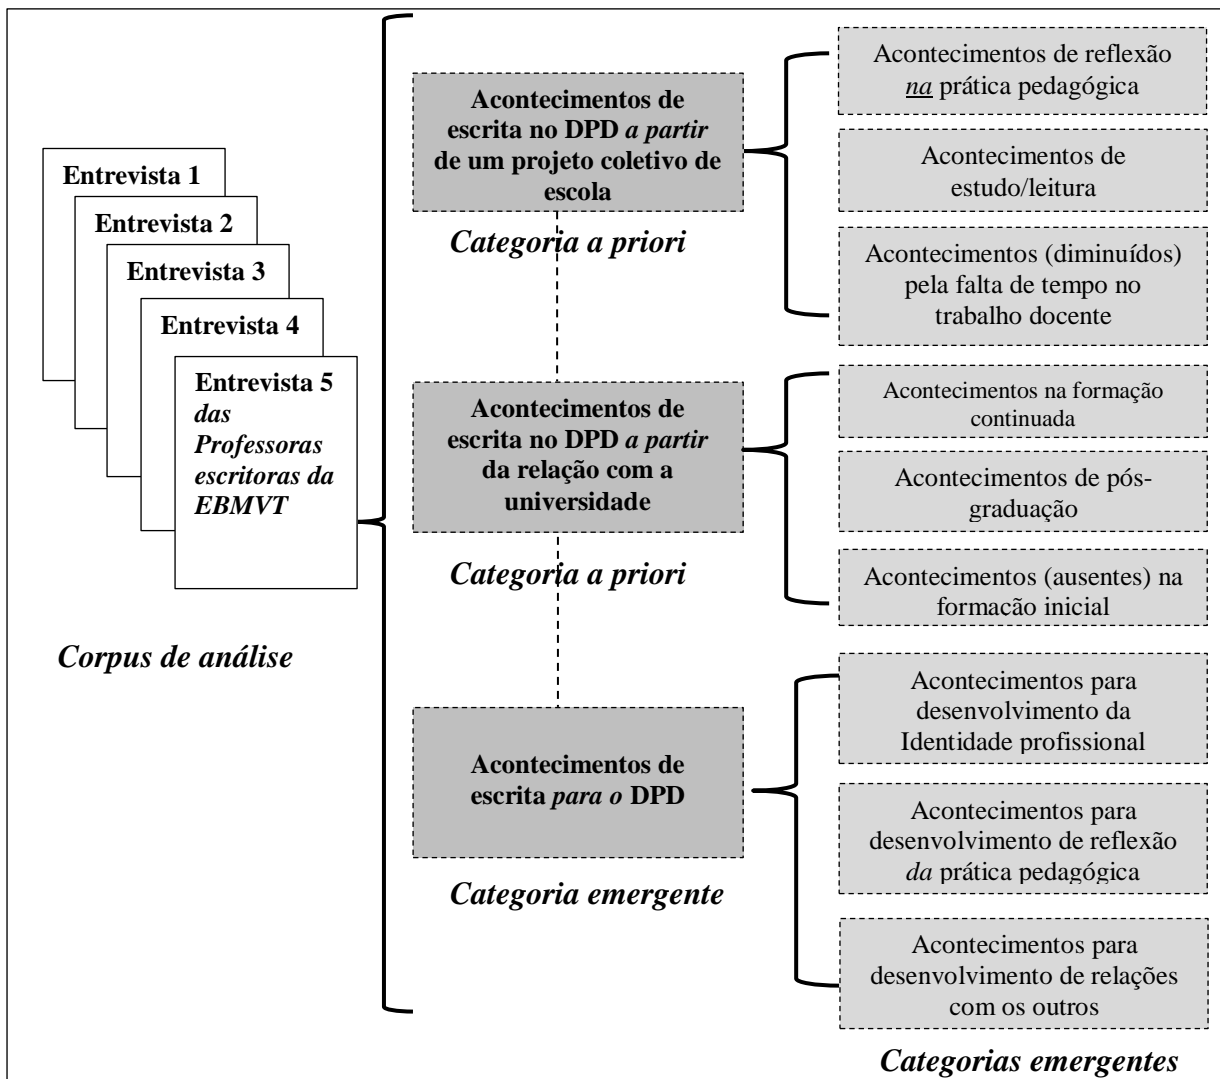 Entrevista 1
Entrevista 2
Entrevista 3
Entrevista 4
Entrevista 5
das
Professoras
escritoras da
EBMVT
Corpus de análise
Acontecimentos de
escrita no DPD a partir
de um projeto coletivo de
escola
Categoria a priori
Acontecimentos de
escrita no DPD a partir
da relação com a
universidade
Categoria a priori
Acontecimentos de
escrita para o DPD
Categoria emergente
Acontecimentos de reflexão
na prática pedagógica
Acontecimentos de
estudo/leitura
Acontecimentos (diminuídos)
pela falta de tempo no
trabalho docente
Acontecimentos na formação
continuada
Acontecimentos de pós-
graduação
Acontecimentos (ausentes) na
formação inicial
Acontecimentos para
desenvolvimento da
Identidade profissional
Acontecimentos para
desenvolvimento de reflexão
da prática pedagógica
Acontecimentos para
desenvolvimento de relações
com os outros
Categorias emergentes